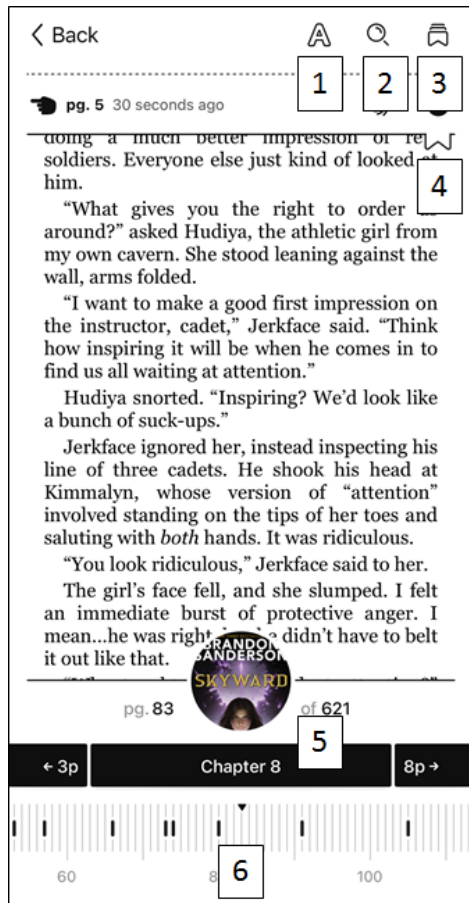 Back
1 2 3
pg. 5 30 seconds ago
doing a much better impression of
soldiers. Everyone else just kind of looked at
4
him.
“What gives you the right to order
around?” asked Hudiya, the athletic girl from
my own cavern. She stood leaning against the
wall, arms folded.
“I want to make a good first impression on
the instructor, cadet,” Jerkface said. “Think
how inspiring it will be when he comes in to
find us all waiting at attention.”
Hudiya snorted. “Inspiring? We’d look like
a bunch of suck-ups.”
Jerkface ignored her, instead inspecting his
line of three cadets. He shook his head at
Kimmalyn, whose version of “attention”
involved standing on the tips of her toes and
saluting with both hands. It was ridiculous.
“You look ridiculous,” Jerkface said to her.
The girl’s face fell, and she slumped. I felt
an immediate burst of protective anger. I
mean...he was right, didn’t have to belt
it out like that.
BRANDON
SANDERSON
SKYWARD
pg. 83 of 621
5
← 3p Chapter 8 8p →
60 100
6